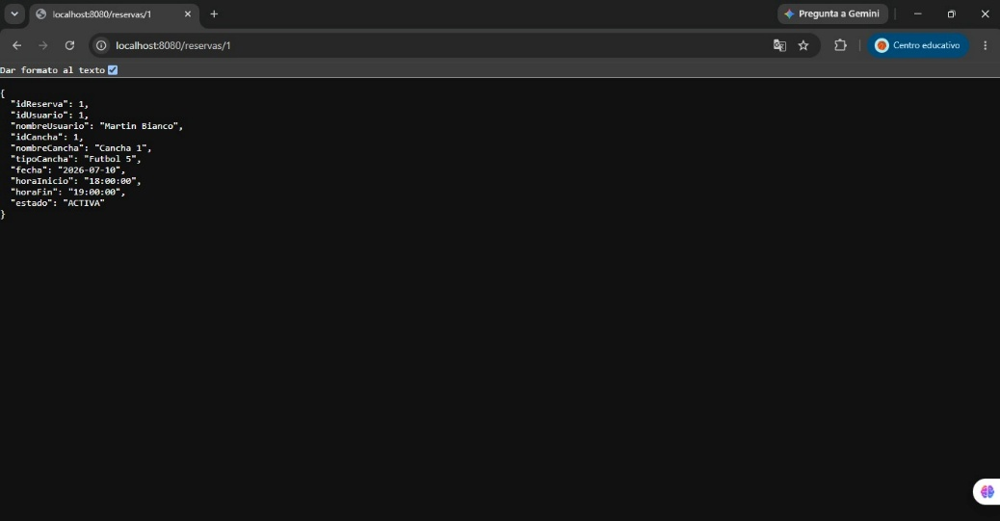 localhost:8080/reservas/1
Pregunta a Gemini
localhost:8080/reservas/1
Centro educativo
Dar formato al texto
{
"idReserva": 1,
"idUsuario": 1,
"nombreUsuario": "Martin Bianco",
"idCancha": 1,
"nombreCancha": "Cancha 1",
"tipoCancha": "Futbol 5",
"fecha": "2026-07-10",
"horaInicio": "18:00:00",
"horaFin": "19:00:00",
"estado": "ACTIVA"
}